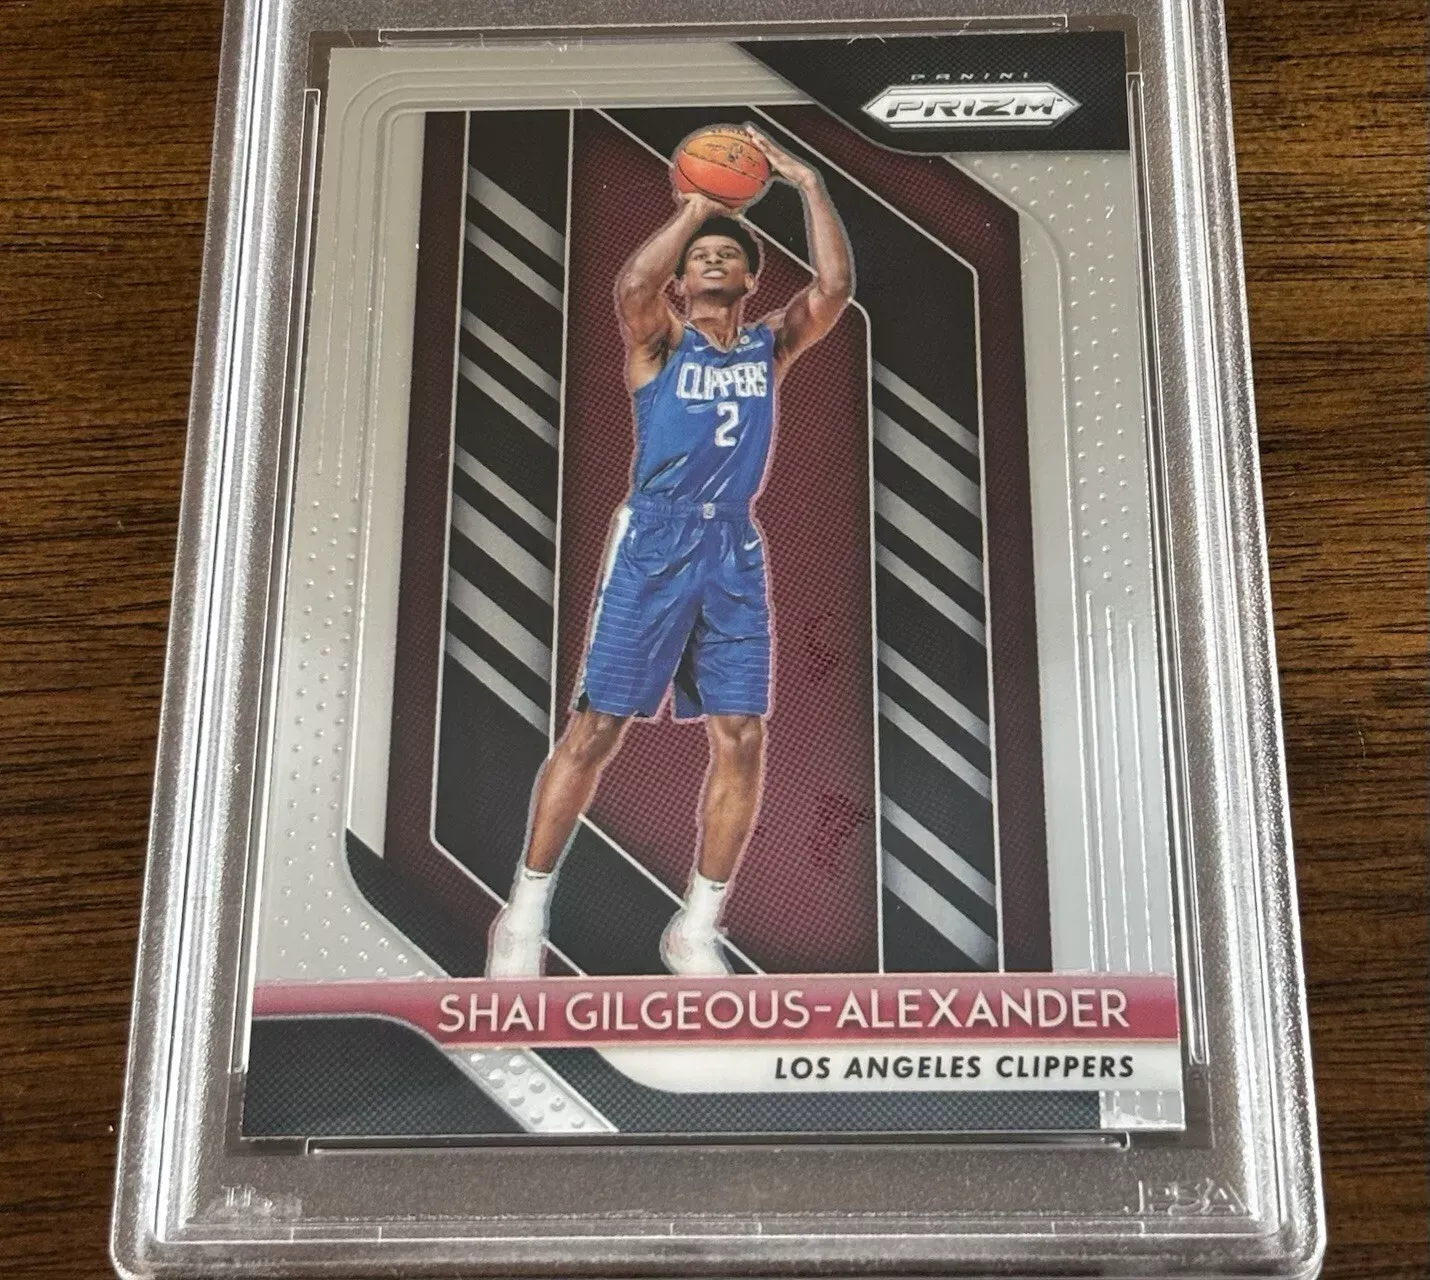 PANINI
PRIZM
CLIPPERS
2
SHAI GILGEOUS-ALEXANDER
LOS ANGELES CLIPPERS
PSA